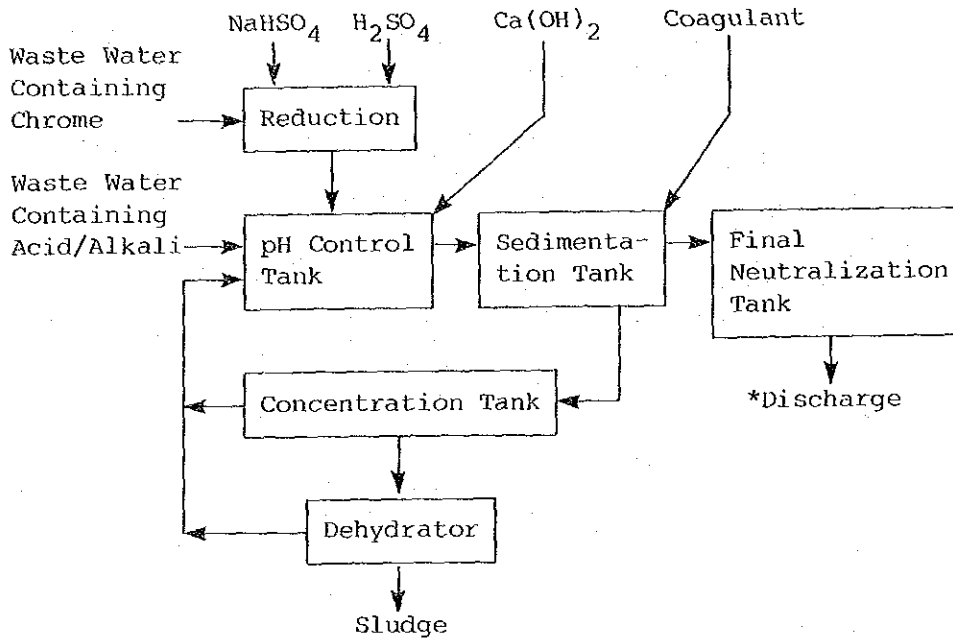 NaHSO4 H2SO4 Ca(OH)2 Coagulant
Waste Water
Containing
Chrome
Reduction
Waste Water
Containing
Acid/Alkali
pH Control
Tank
Sedimenta-
tion Tank
Final
Neutralization
Tank
*Discharge
Concentration Tank
Dehydrator
Sludge